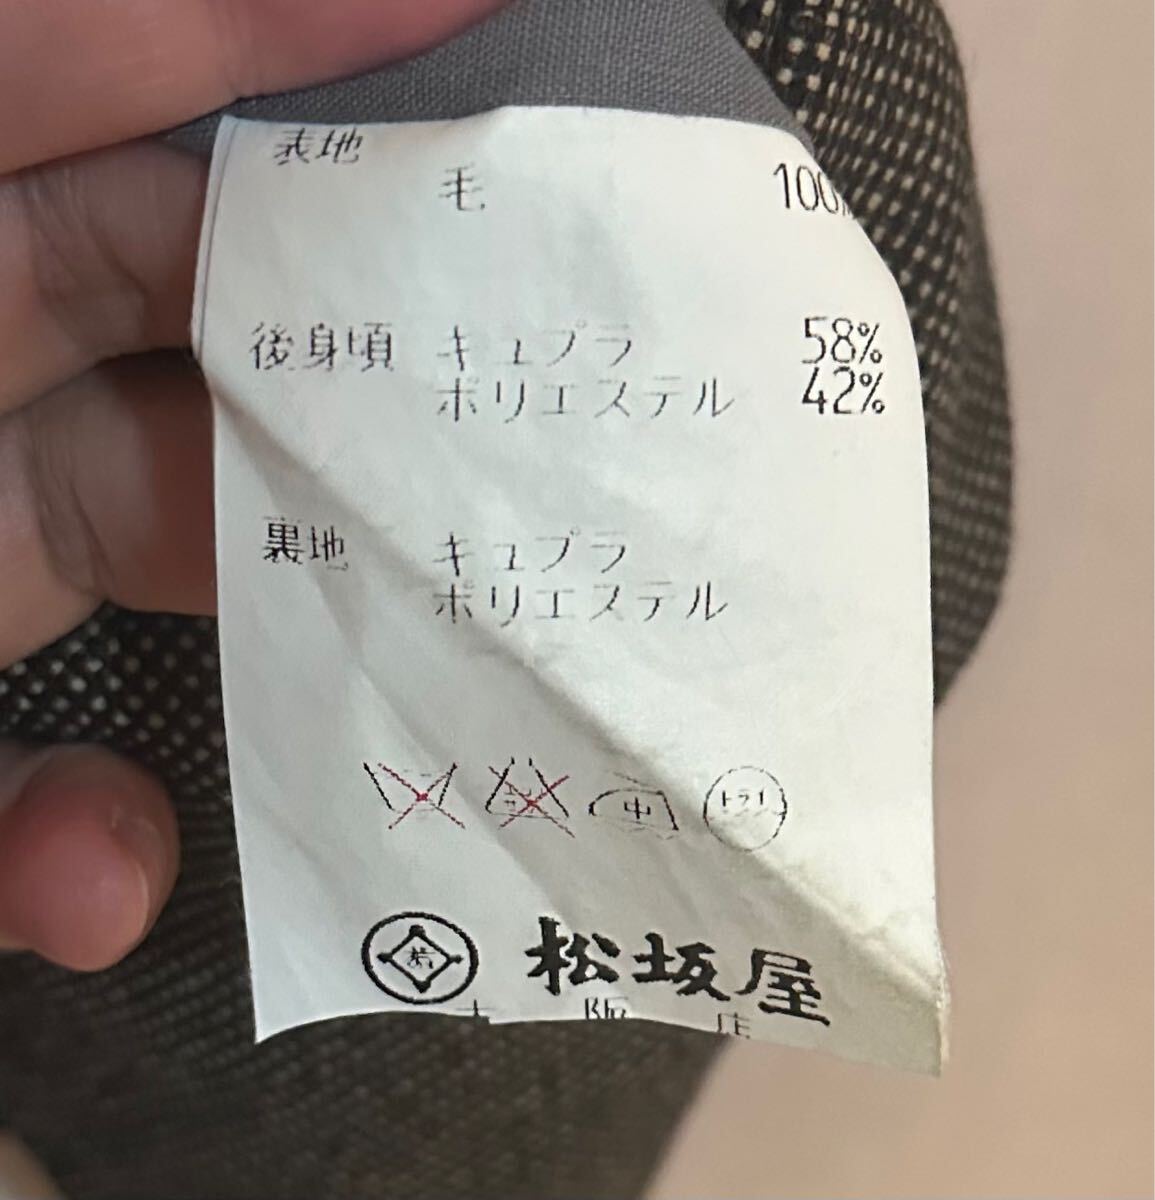 表地
毛 100%
後身頃 キュプラ 58%
ポリエステル 42%
裏地 キュプラ
ポリエステル
中 ドライ
松坂屋
店